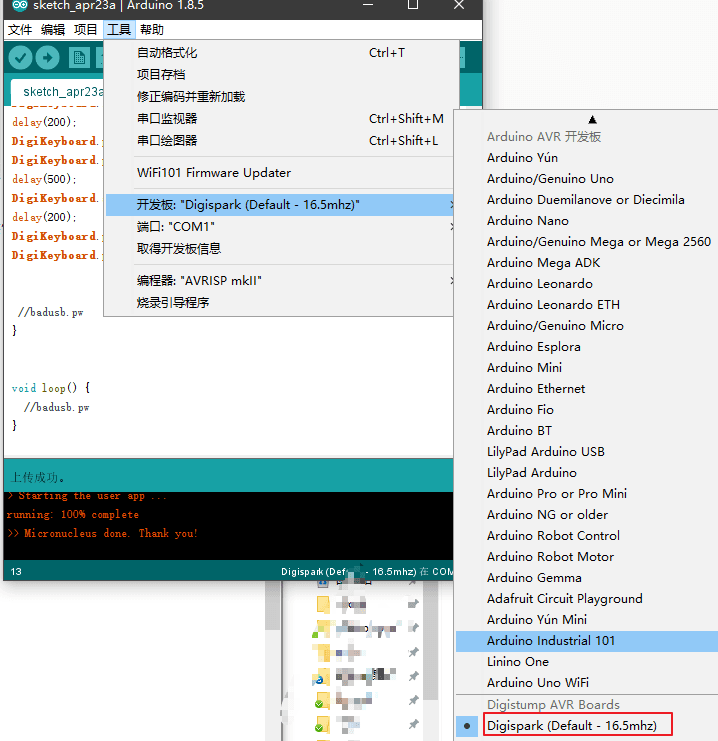 sketch_apr23a | Arduino 1.8.5
文件 编辑 项目 工具 帮助
sketch_apr23a
自动格式化 Ctrl+T
项目存档
修正编码并重新加载
串口监视器 Ctrl+Shift+M
串口绘图器 Ctrl+Shift+L
WiFi101 Firmware Updater
开发板: "Digispark (Default - 16.5mhz)"
端口: "COM1"
取得开发板信息
编程器: "AVRISP mkII"
烧录引导程序
delay(200);
DigiKeyboard.
DigiKeyboard.
delay(500);
DigiKeyboard.
delay(200);
DigiKeyboard.
DigiKeyboard.
//badusb.pw
}
void loop() {
//badusb.pw
}
上传成功。
> Starting the user app ...
running: 100% complete
>> Micronucleus done. Thank you!
13 Digispark (Default - 16.5mhz) 在 COM
Arduino AVR 开发板
Arduino Yún
Arduino/Genuino Uno
Arduino Duemilanove or Diecimila
Arduino Nano
Arduino/Genuino Mega or Mega 2560
Arduino Mega ADK
Arduino Leonardo
Arduino Leonardo ETH
Arduino/Genuino Micro
Arduino Esplora
Arduino Mini
Arduino Ethernet
Arduino Fio
Arduino BT
LilyPad Arduino USB
LilyPad Arduino
Arduino Pro or Pro Mini
Arduino NG or older
Arduino Robot Control
Arduino Robot Motor
Arduino Gemma
Adafruit Circuit Playground
Arduino Yún Mini
Arduino Industrial 101
Linino One
Arduino Uno WiFi
Digistump AVR Boards
Digispark (Default - 16.5mhz)